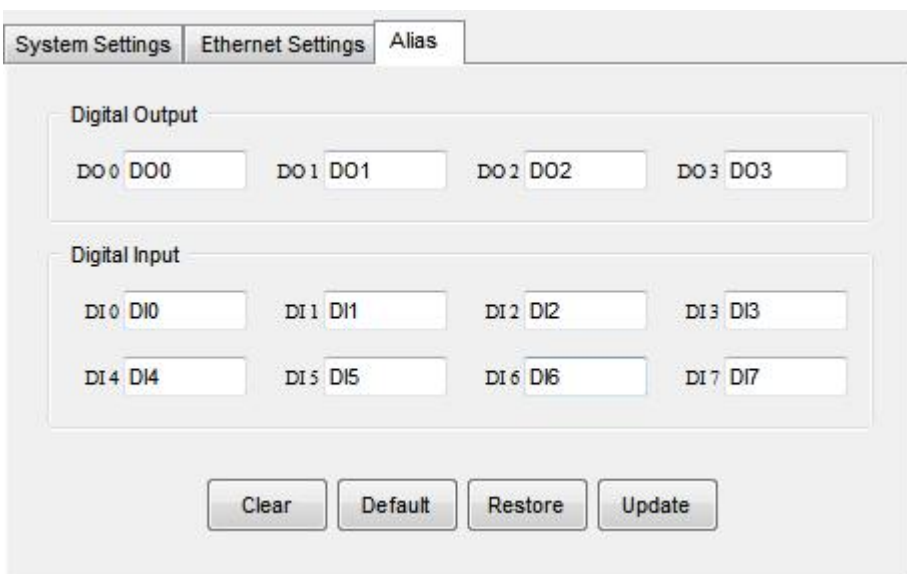 System Settings Ethernet Settings Alias
Digital Output
DO 0 DO0 DO 1 DO1 DO 2 DO2 DO 3 DO3
Digital Input
DI 0 DI0 DI 1 DI1 DI 2 DI2 DI 3 DI3
DI 4 DI4 DI 5 DI5 DI 6 DI6 DI 7 DI7
Clear Default Restore Update